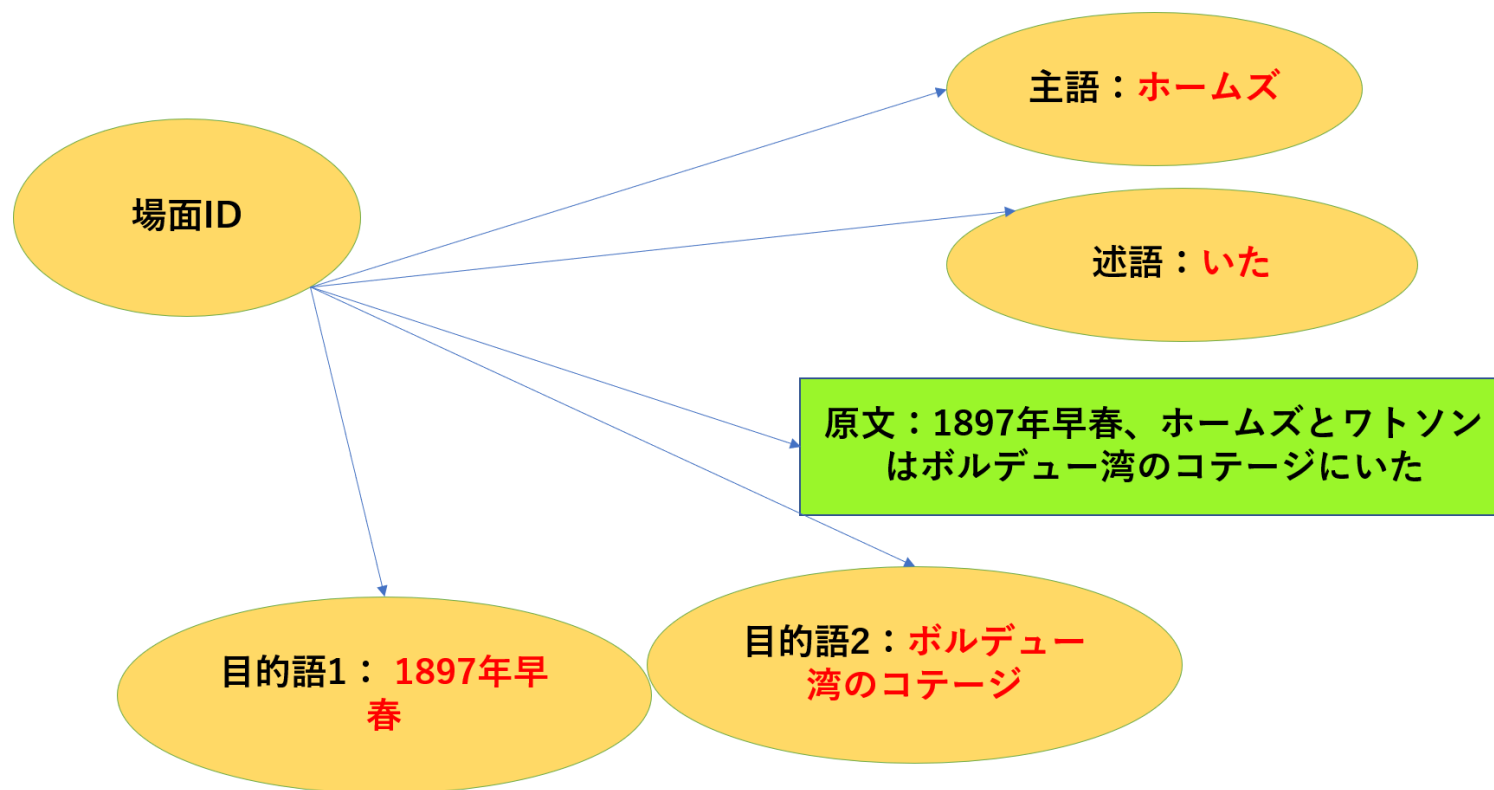 主語：ホームズ
場面ID
述語：いた
原文：1897年早春、ホームズとワトソン
はボルデュー湾のコテージにいた
目的語2：ボルデュー
湾のコテージ
目的語1： 1897年早
春